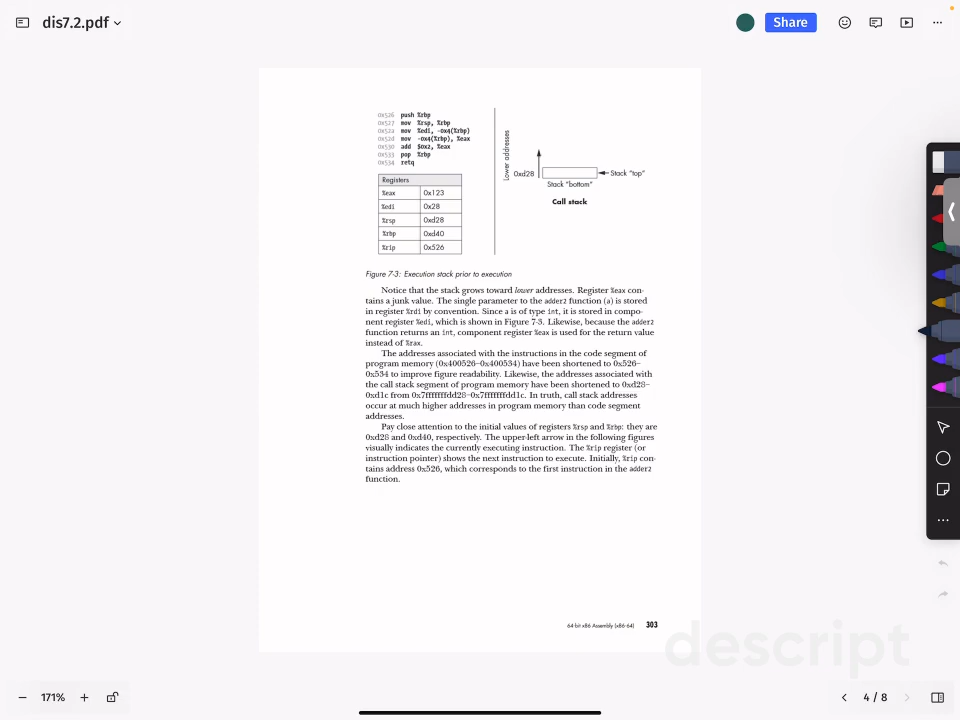 dis7.2.pdf
Share
0x526 push %rbp
0x527 mov %rsp, %rbp
0x52a mov %edi, -0x4(%rbp)
0x52d mov -0x4(%rbp), %eax
0x530 add $0x2, %eax
0x533 pop %rbp
0x534 retq
Registers
%eax 0x123
%edi 0x28
%rsp 0xd28
%rbp 0xd40
%rip 0x526
Lower addresses
0xd28
Stack "top"
Stack "bottom"
Call stack
Figure 7-3: Execution stack prior to execution
Notice that the stack grows toward lower addresses. Register %eax con-
tains a junk value. The single parameter to the adder2 function (a) is stored
in register %rdi by convention. Since a is of type int, it is stored in compo-
nent register %edi, which is shown in Figure 7-3. Likewise, because the adder2
function returns an int, component register %eax is used for the return value
instead of %rax.
The addresses associated with the instructions in the code segment of
program memory (0x400526–0x400534) have been shortened to 0x526–
0x534 to improve figure readability. Likewise, the addresses associated with
the call stack segment of program memory have been shortened to 0xd28–
0xd1c from 0x7fffffffdd28–0x7fffffffdd1c. In truth, call stack addresses
occur at much higher addresses in program memory than code segment
addresses.
Pay close attention to the initial values of registers %rsp and %rbp: they are
0xd28 and 0xd40, respectively. The upper-left arrow in the following figures
visually indicates the currently executing instruction. The %rip register (or
instruction pointer) shows the next instruction to execute. Initially, %rip con-
tains address 0x526, which corresponds to the first instruction in the adder2
function.
64-bit x86 Assembly (x86-64) 303
descript
171%
4 / 8